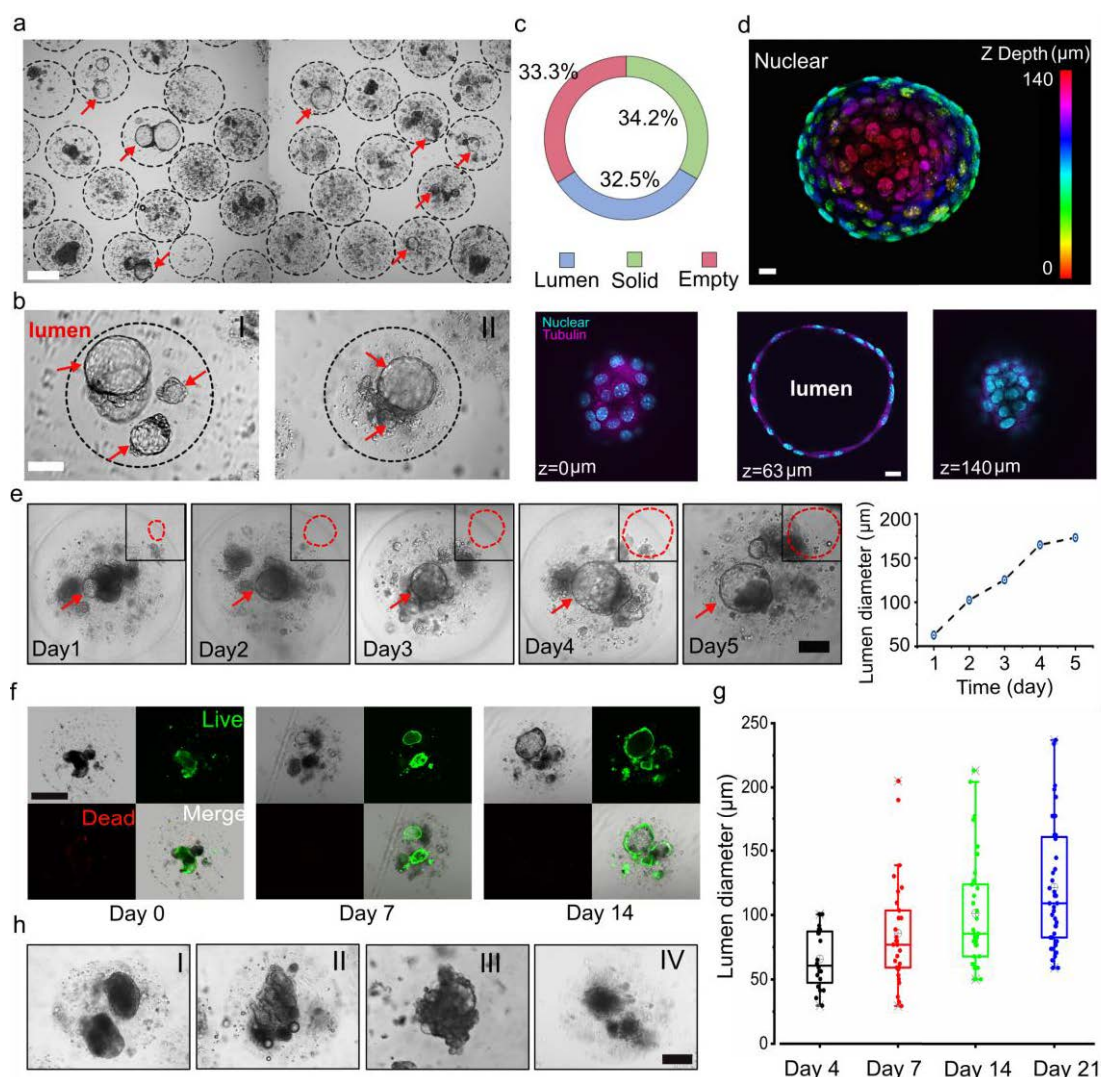 a
c
d
33.3%
34.2%
32.5%
Lumen Solid Empty
Nuclear
Z Depth (µm)
140
0
b
lumen
I
II
Nuclear
Tubulin
z=0µm
lumen
z=63µm
z=140µm
e
Day1
Day2
Day3
Day4
Day5
Lumen diameter (µm)
200
150
100
50
1 2 3 4 5
Time (day)
f
Live
Dead
Merge
Day 0
Day 7
Day 14
g
Lumen diameter (µm)
250
200
150
100
50
0
Day 4 Day 7 Day 14 Day 21
h
I
II
III
IV